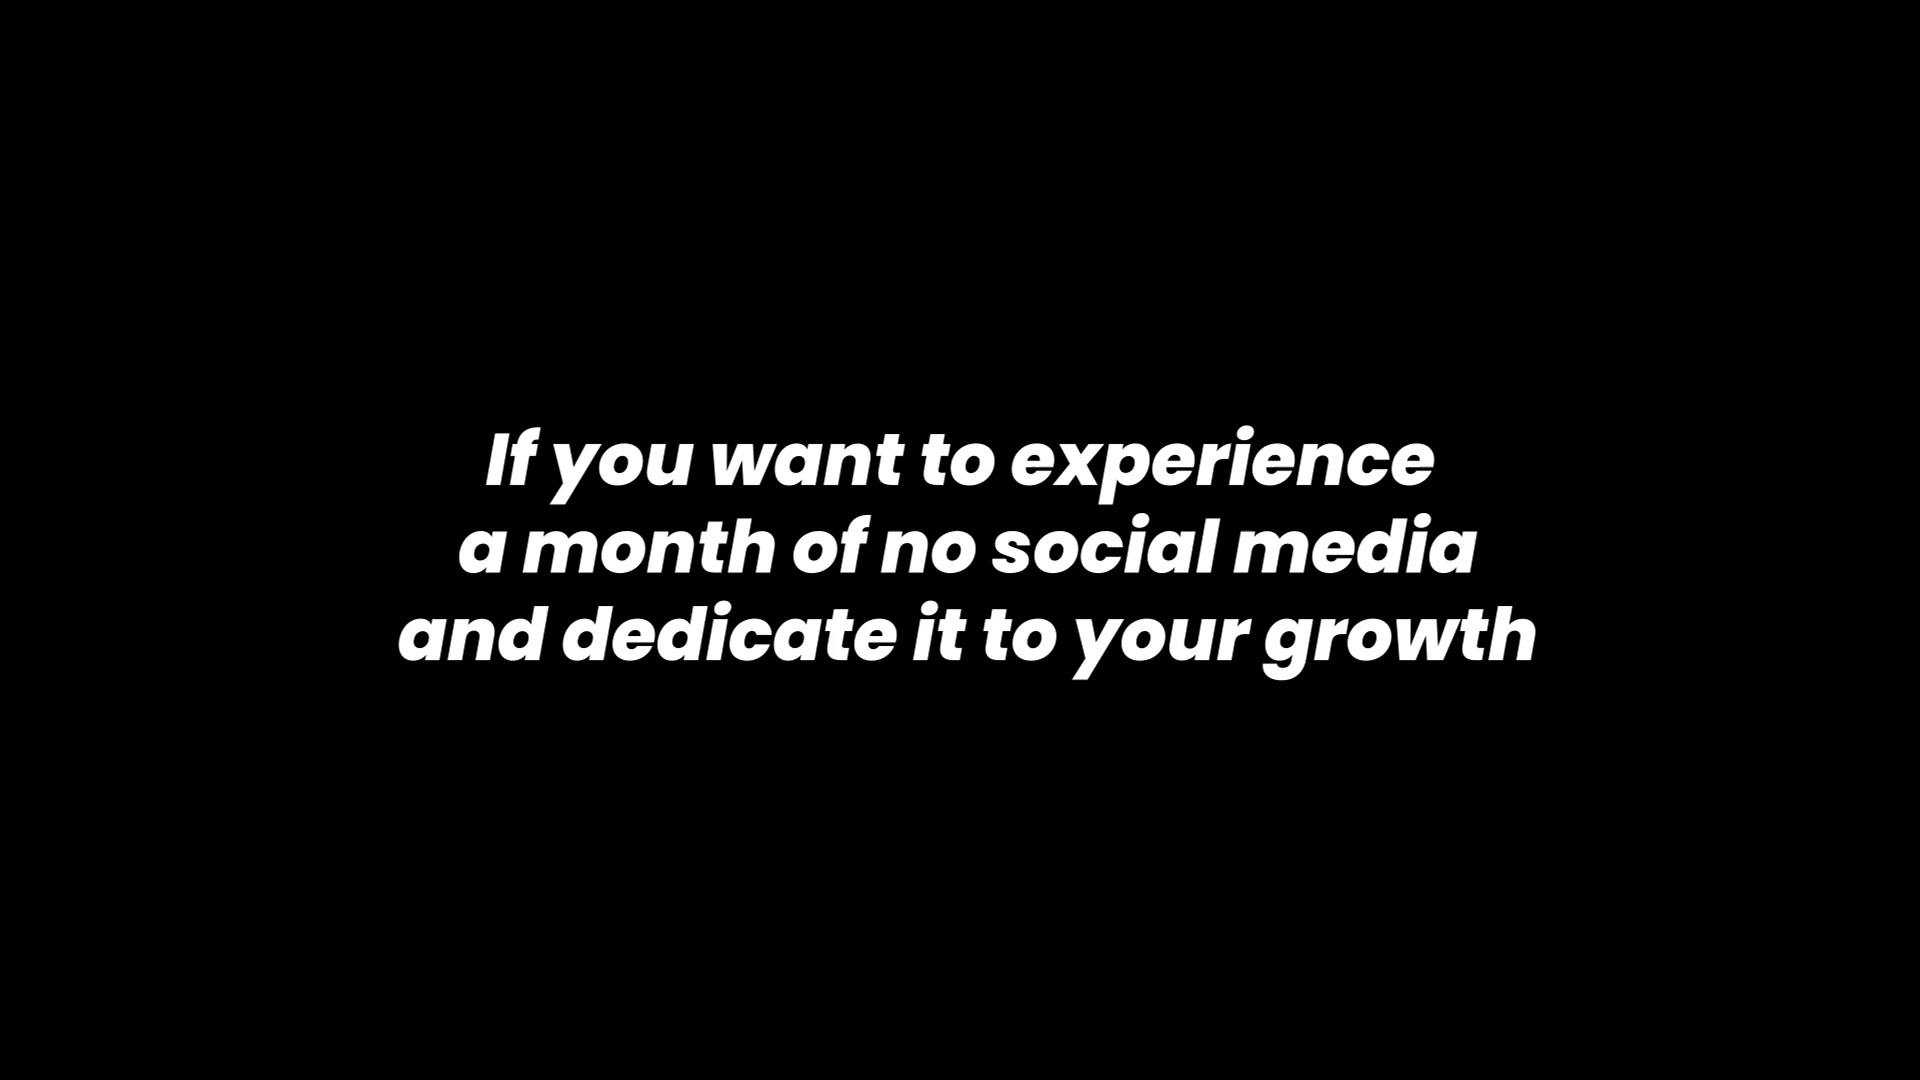 If you want to experience
a month of no social media
and dedicate it to your growth